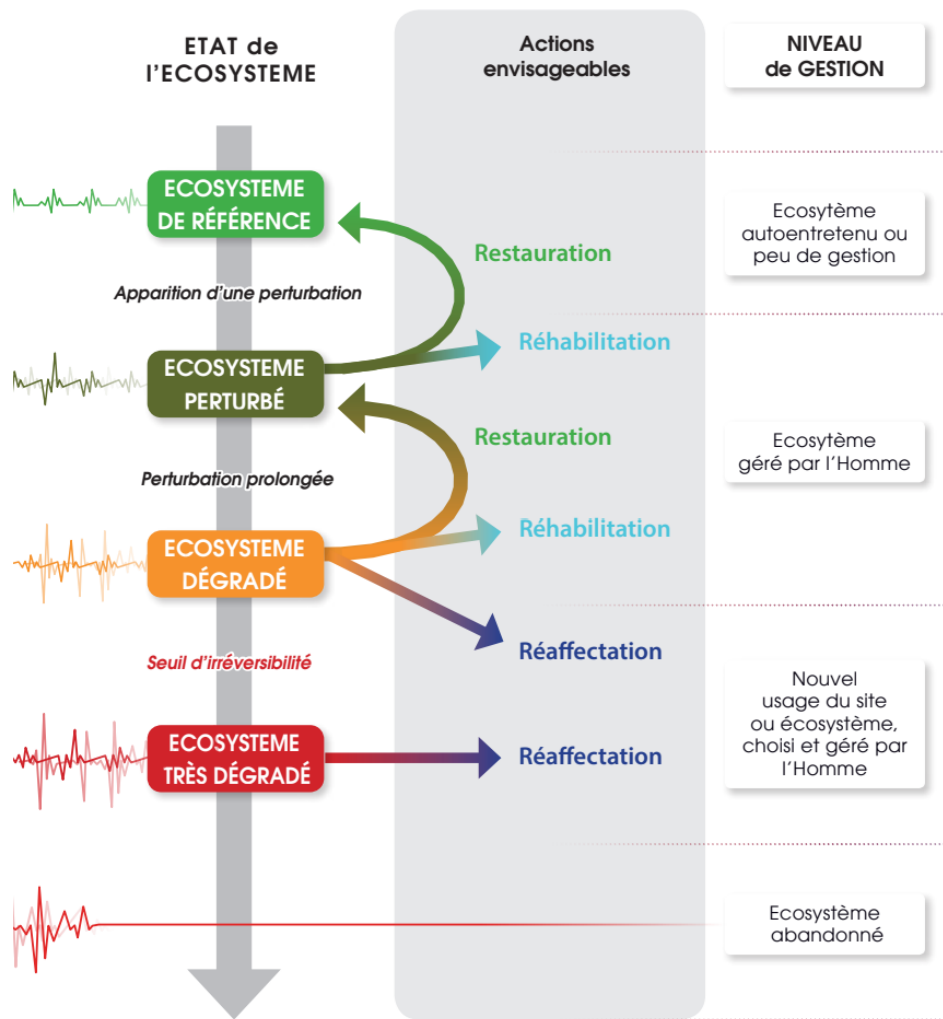 ETAT de
l'ECOSYSTEME
Actions
envisageables
NIVEAU
de GESTION
ECOSYSTEME
DE RÉFÉRENCE
Ecosytème
autoentretenu ou
peu de gestion
Restauration
Apparition d'une perturbation
Réhabilitation
ECOSYSTEME
PERTURBÉ
Restauration
Ecosytème
géré par l'Homme
Perturbation prolongée
Réhabilitation
ECOSYSTEME
DÉGRADÉ
Réaffectation
Seuil d'irréversibilité
Nouvel
usage du site
ou écosystème,
choisi et géré par
l'Homme
ECOSYSTEME
TRÈS DÉGRADÉ
Réaffectation
Ecosystème
abandonné